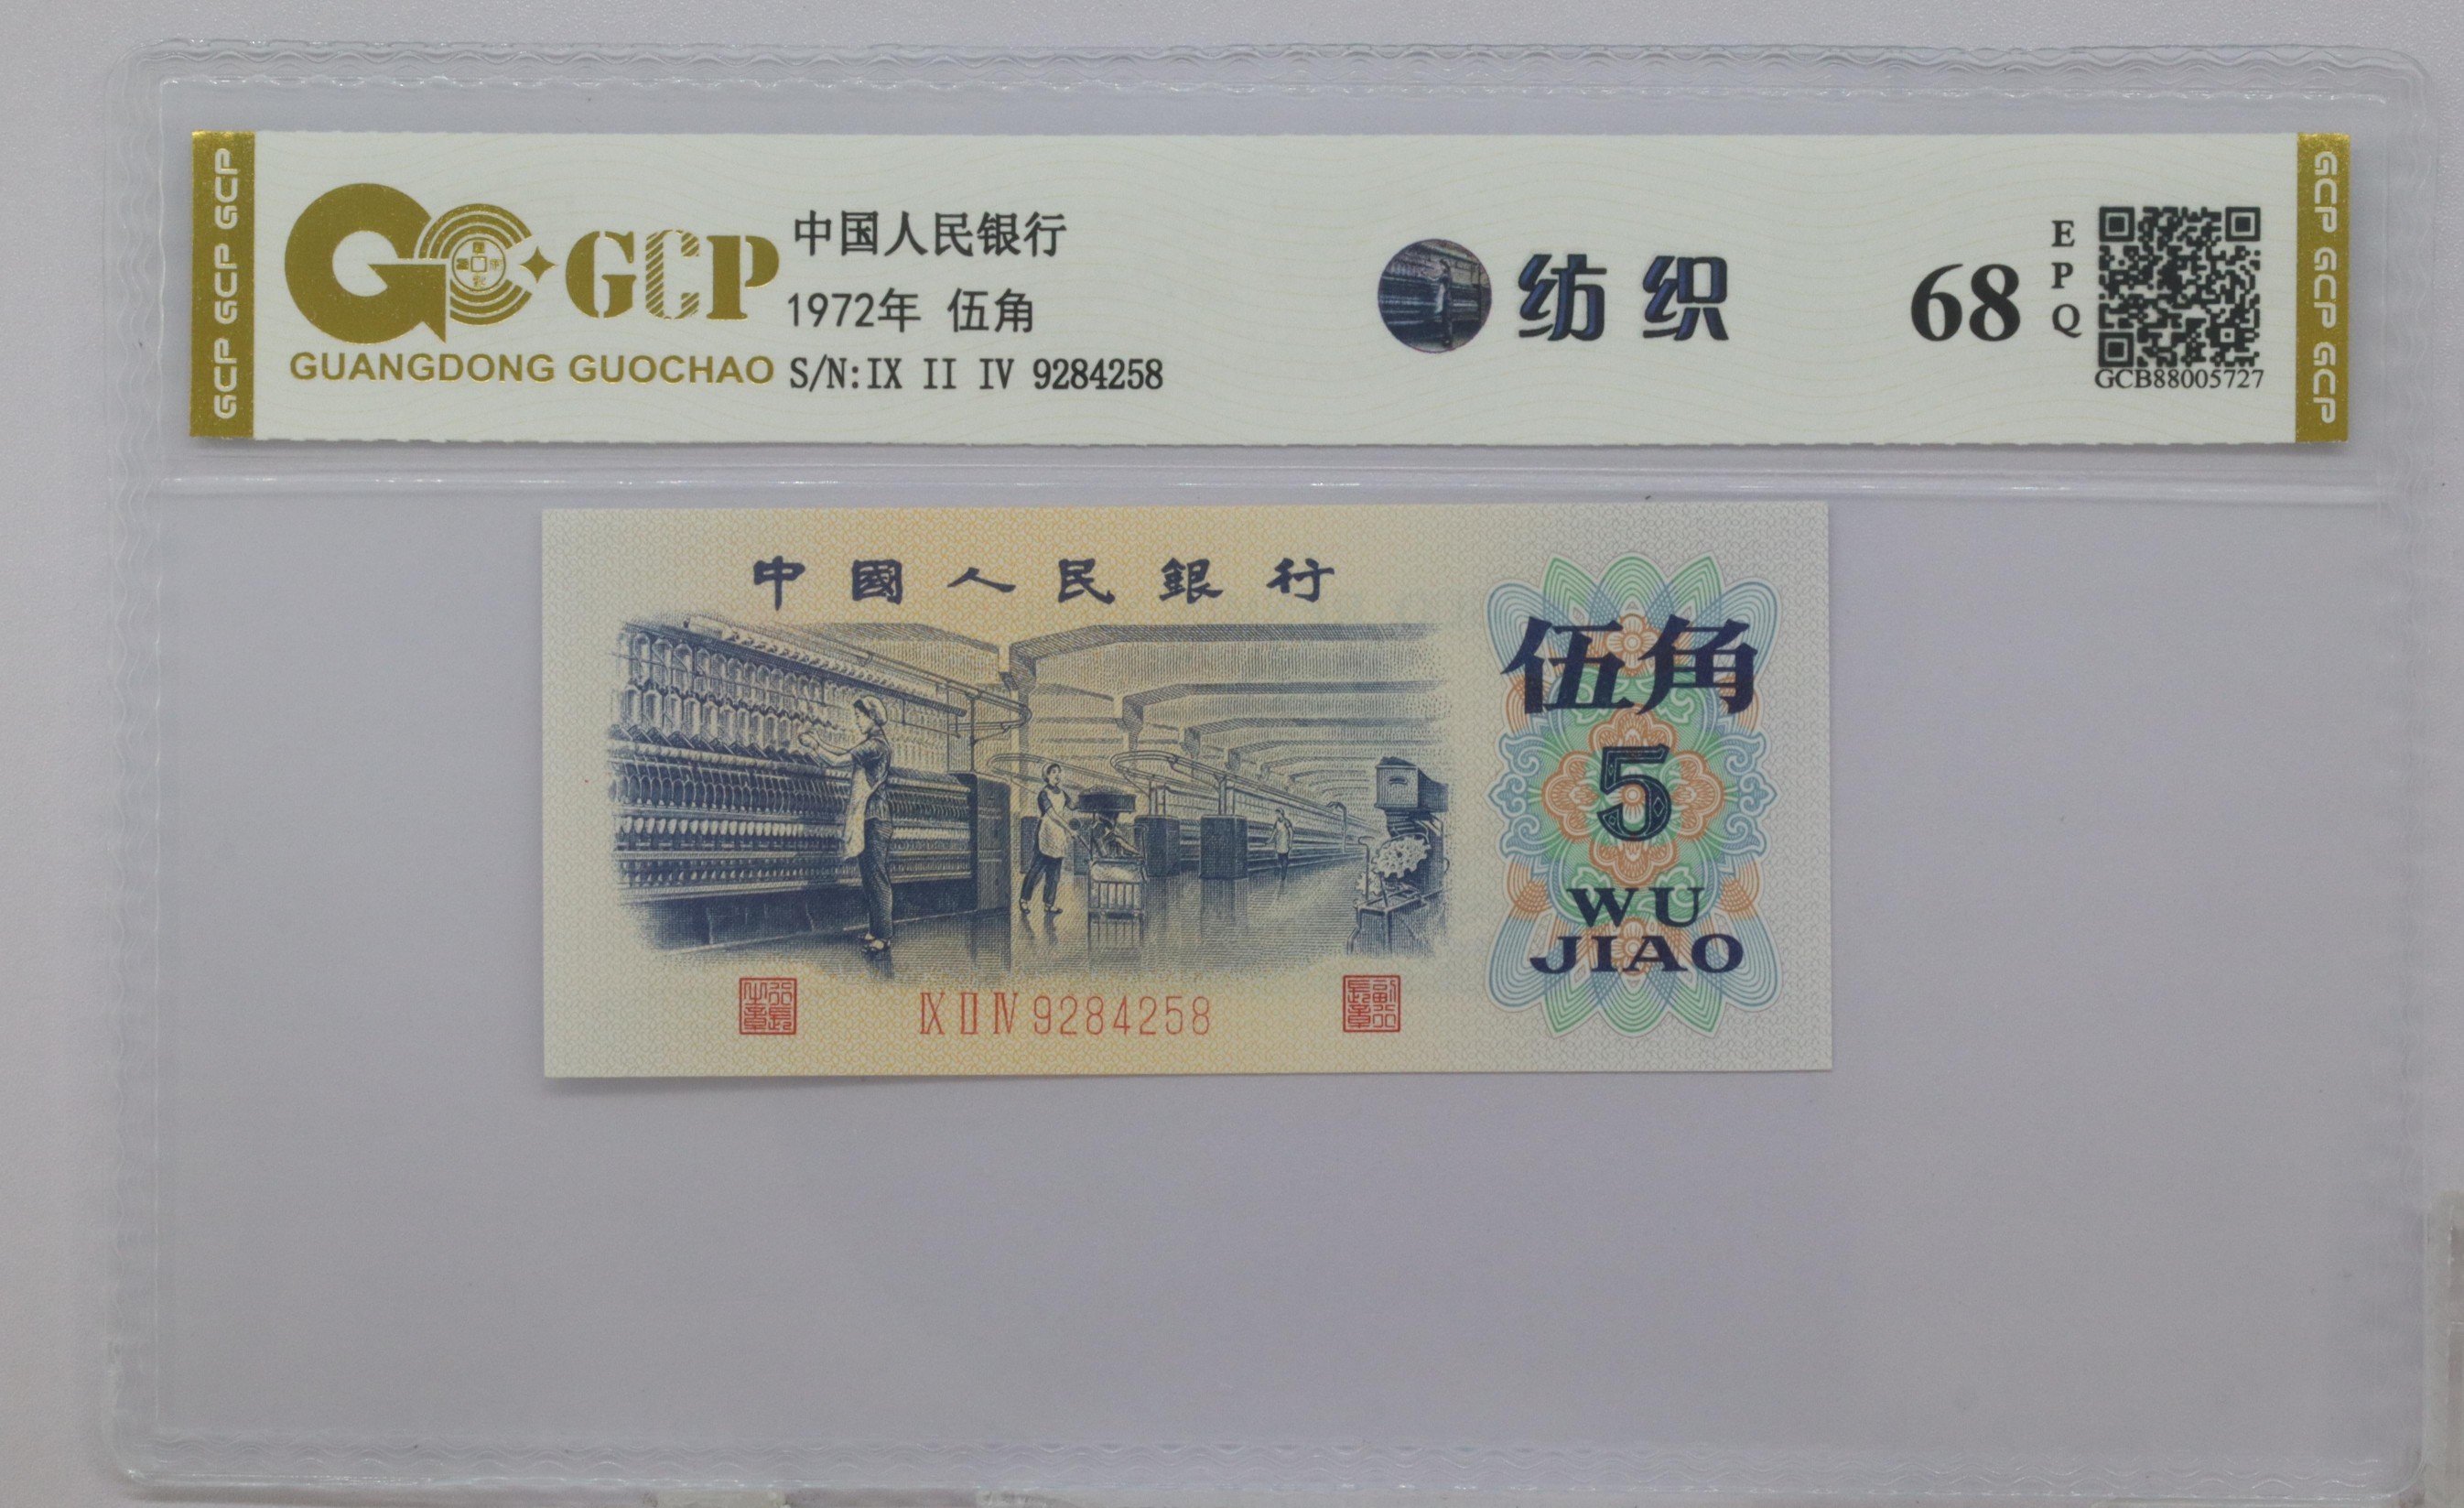 GCP GCP GCP
GCP
GUANGDONG GUOCHAO
中国人民银行
1972年 伍角
S/N:IX II IV 9284258
纺织
68
EPQ
GCB88005727
GCP GCP GCP
中國人民銀行
伍角
5
WU
JIAO
IX II IV 9284258